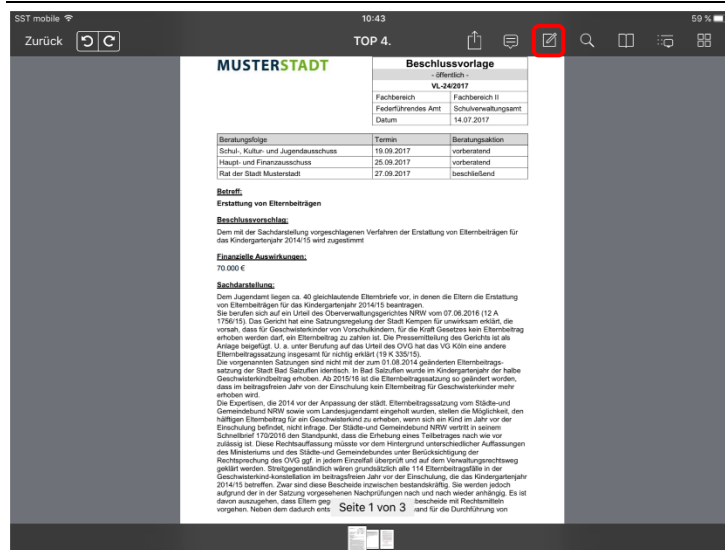 SST mobile 10:43 59 %
Zurück TOP 4.
MUSTERSTADT
Beschlussvorlage
- öffentlich -
VL-24/2017
Fachbereich Fachbereich II
Federführendes Amt Schulverwaltungsamt
Datum 14.07.2017
Beratungsfolge Termin Beratungsaktion
Schul-, Kultur- und Jugendausschuss 19.09.2017 vorberatend
Haupt- und Finanzausschuss 25.09.2017 vorberatend
Rat der Stadt Musterstadt 27.09.2017 beschließend
Betreff:
Erstattung von Elternbeiträgen
Beschlussvorschlag:
Dem mit der Sachdarstellung vorgeschlagenen Verfahren der Erstattung von Elternbeiträgen für
das Kindergartenjahr 2014/15 wird zugestimmt
Finanzielle Auswirkungen:
70.000 €
Sachdarstellung:
Dem Jugendamt liegen ca. 40 gleichlautende Elternbriefe vor, in denen die Eltern die Erstattung
von Elternbeiträgen für das Kindergartenjahr 2014/15 beantragen.
Sie berufen sich auf ein Urteil des Oberverwaltungsgerichtes NRW vom 07.06.2016 (12 A
1756/15). Das Gericht hat eine Satzungsregelung der Stadt Kempen für unwirksam erklärt, die
vorsah, dass für Geschwisterkinder von Vorschulkindern, für die Kraft Gesetzes kein Elternbeitrag
erhoben werden darf, ein Elternbeitrag zu zahlen ist. Die Pressemitteilung des Gerichts ist als
Anlage beigefügt. U. a. unter Berufung auf das Urteil des OVG hat das VG Köln eine andere
Elternbeitragssatzung insgesamt für nichtig erklärt (19 K 335/15).
Die vorgenannten Satzungen sind nicht mit der zum 01.08.2014 geänderten Elternbeitrags-
satzung der Stadt Bad Salzuflen identisch. In Bad Salzuflen wurde im Kindergartenjahr der halbe
Geschwisterkindbeitrag erhoben. Ab 2015/16 ist die Elternbeitragssatzung so geändert worden,
dass im beitragsfreien Jahr von der Einschulung kein Elternbeitrag für Geschwisterkinder mehr
erhoben wird.
Die Expertisen, die 2014 vor der Anpassung der städt. Elternbeitragssatzung vom Städte-und
Gemeindebund NRW sowie vom Landesjugendamt eingeholt wurden, stellen die Möglichkeit, den
hälftigen Elternbeitrag für ein Geschwisterkind zu erheben, wenn sich ein Kind im Jahr vor der
Einschulung befindet, nicht infrage. Der Städte-und Gemeindebund NRW vertritt in seinem
Schnellbrief 170/2016 den Standpunkt, dass die Erhebung eines Teilbetrages nach wie vor
zulässig ist. Diese Rechtsauffassung müsste vor dem Hintergrund unterschiedlicher Auffassungen
des Ministeriums und des Städte-und Gemeindebundes unter Berücksichtigung der
Rechtsprechung des OVG ggf. in jedem Einzelfall überprüft und auf dem Verwaltungsrechtsweg
geklärt werden. Streitgegenständlich wären grundsätzlich alle 114 Elternbeitragsfälle in der
Geschwisterkind-konstellation im beitragsfreien Jahr vor der Einschulung, die das Kindergartenjahr
2014/15 betreffen. Zwar sind diese Bescheide inzwischen bestandskräftig. Sie werden jedoch
aufgrund der in der Satzung vorgesehenen Nachprüfungen nach und nach wieder anhängig. Es ist
davon auszugehen, dass Eltern geg bescheide mit Rechtsmitteln
vorgehen. Neben dem dadurch ents and für die Durchführung von
Seite 1 von 3